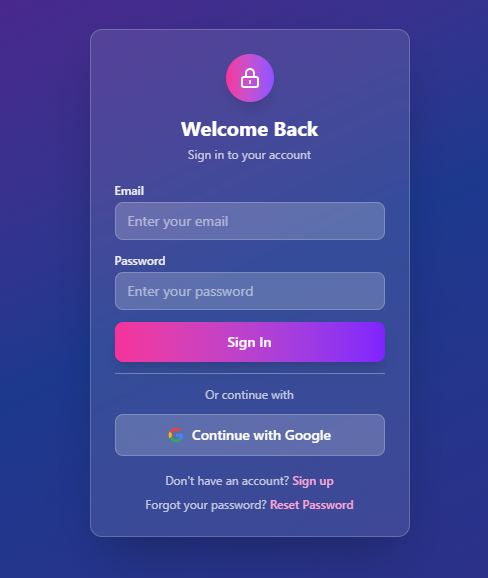 Welcome Back
Sign in to your account
Email
Enter your email
Password
Enter your password
Sign In
Or continue with
Continue with Google
Don't have an account? Sign up
Forgot your password? Reset Password